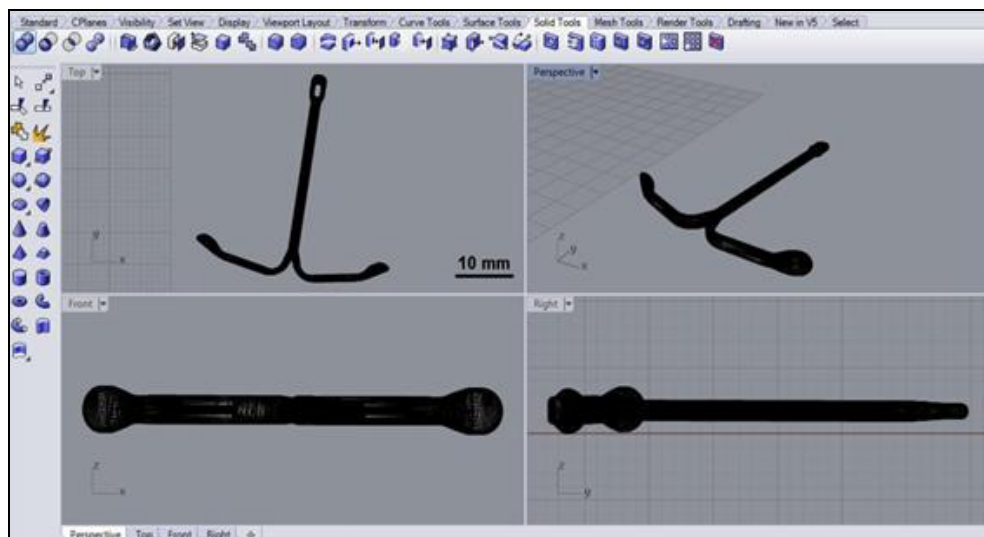 Standard CPlanes Visibility Set View Display Viewport Layout Transform Curve Tools Surface Tools Solid Tools Mesh Tools Render Tools Drafting New in V5 Select
Top
Perspective
y
x
10 mm
z
y
x
Front
Right
z
x
z
y
Perspective Top Front Right